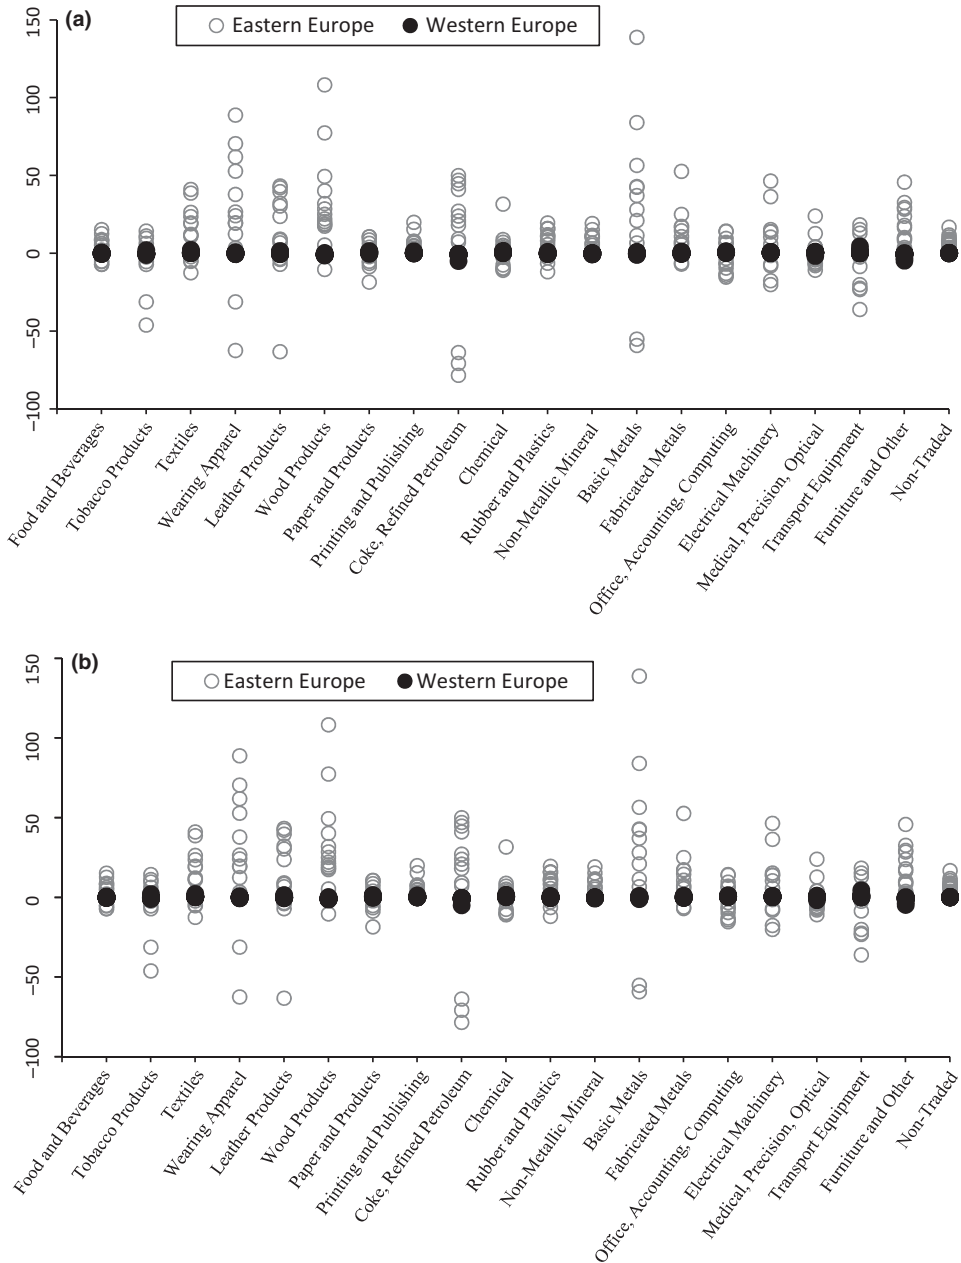 (a)
Eastern Europe Western Europe
150
100
50
0
−50
−100
Food and Beverages
Tobacco Products
Textiles
Wearing Apparel
Leather Products
Wood Products
Paper and Products
Printing and Publishing
Coke, Refined Petroleum
Chemical
Rubber and Plastics
Non-Metallic Mineral
Basic Metals
Fabricated Metals
Office, Accounting, Computing
Electrical Machinery
Medical, Precision, Optical
Transport Equipment
Furniture and Other
Non-Traded
(b)
Eastern Europe Western Europe
150
100
50
0
−50
−100
Food and Beverages
Tobacco Products
Textiles
Wearing Apparel
Leather Products
Wood Products
Paper and Products
Printing and Publishing
Coke, Refined Petroleum
Chemical
Rubber and Plastics
Non-Metallic Mineral
Basic Metals
Fabricated Metals
Office, Accounting, Computing
Electrical Machinery
Medical, Precision, Optical
Transport Equipment
Furniture and Other
Non-Traded